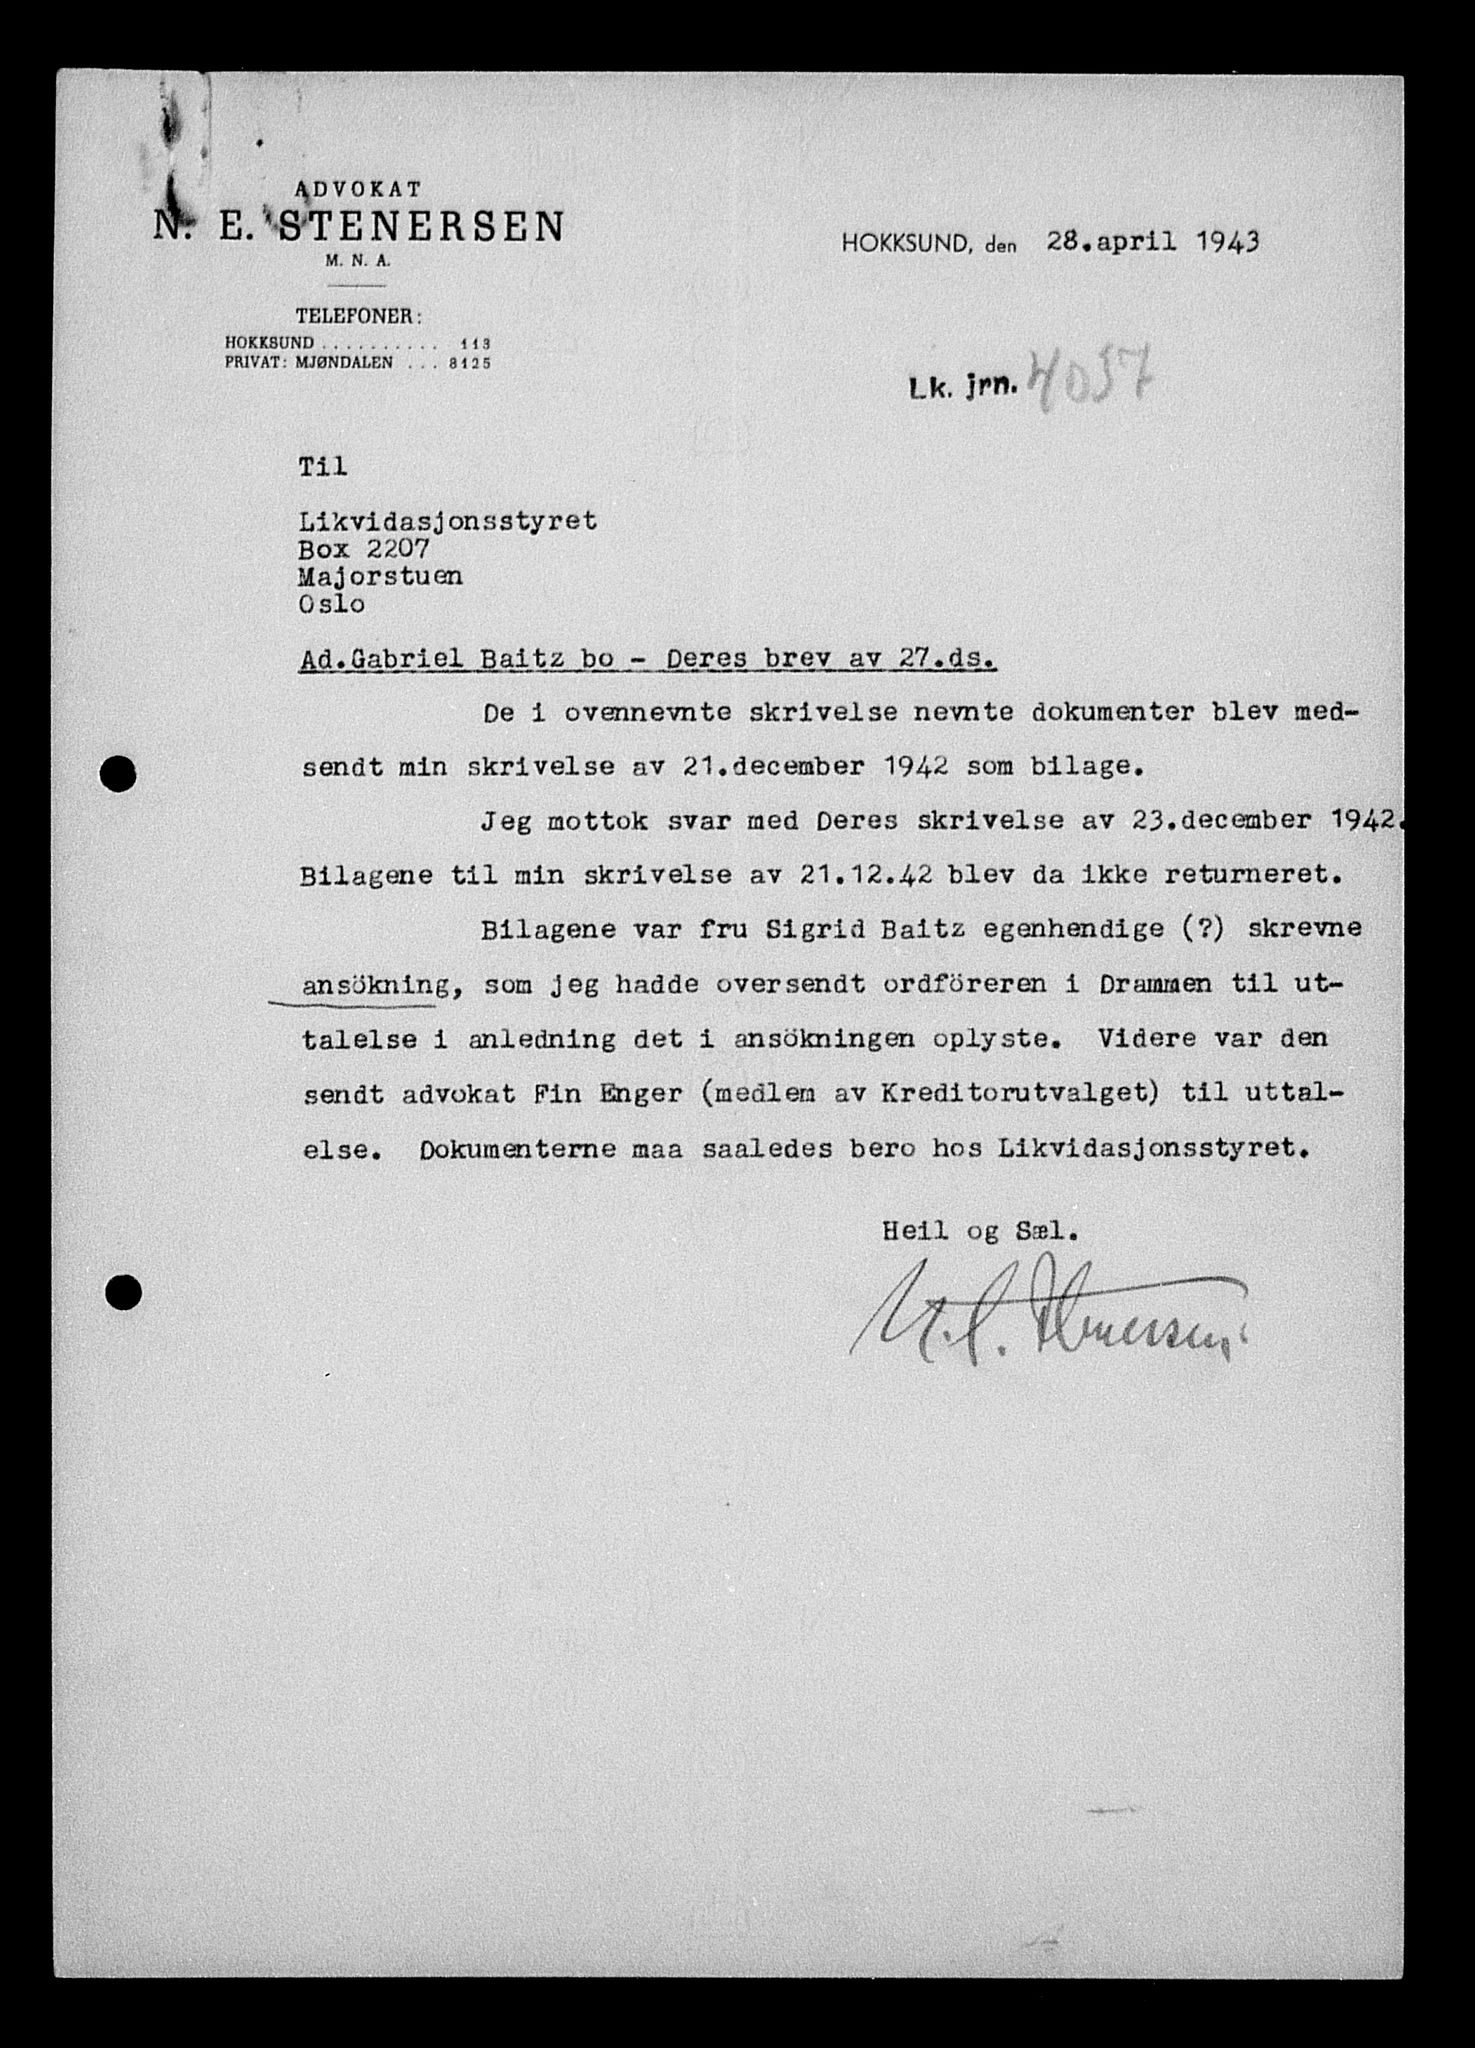 ADVOKAT
N. E. STENERSEN
M. N. A.
TELEFONER:
HOKKSUND .......... 113
PRIVAT: MJØNDALEN ... 8125
HOKKSUND, den 28.april 1943
Lk. jrn. 4037
Til
Likvidasjonsstyret
Box 2207
Majorstuen
Oslo
Ad.Gabriel Baitz bo - Deres brev av 27.ds.
De i ovennevnte skrivelse nevnte dokumenter blev med-
sendt min skrivelse av 21.december 1942 som bilage.
Jeg mottok svar med Deres skrivelse av 23.december 1942.
Bilagene til min skrivelse av 21.12.42 blev da ikke returneret.
Bilagene var fru Sigrid Baitz egenhendige (?) skrevne
ansökning, som jeg hadde oversendt ordföreren i Drammen til ut-
talelse i anledning det i ansökningen oplyste. Videre var den
sendt advokat Fin Enger (medlem av Kreditorutvalget) til uttal-
else. Dokumenterne maa saaledes bero hos Likvidasjonsstyret.
Heil og Sæl.
N. E. Stenersen